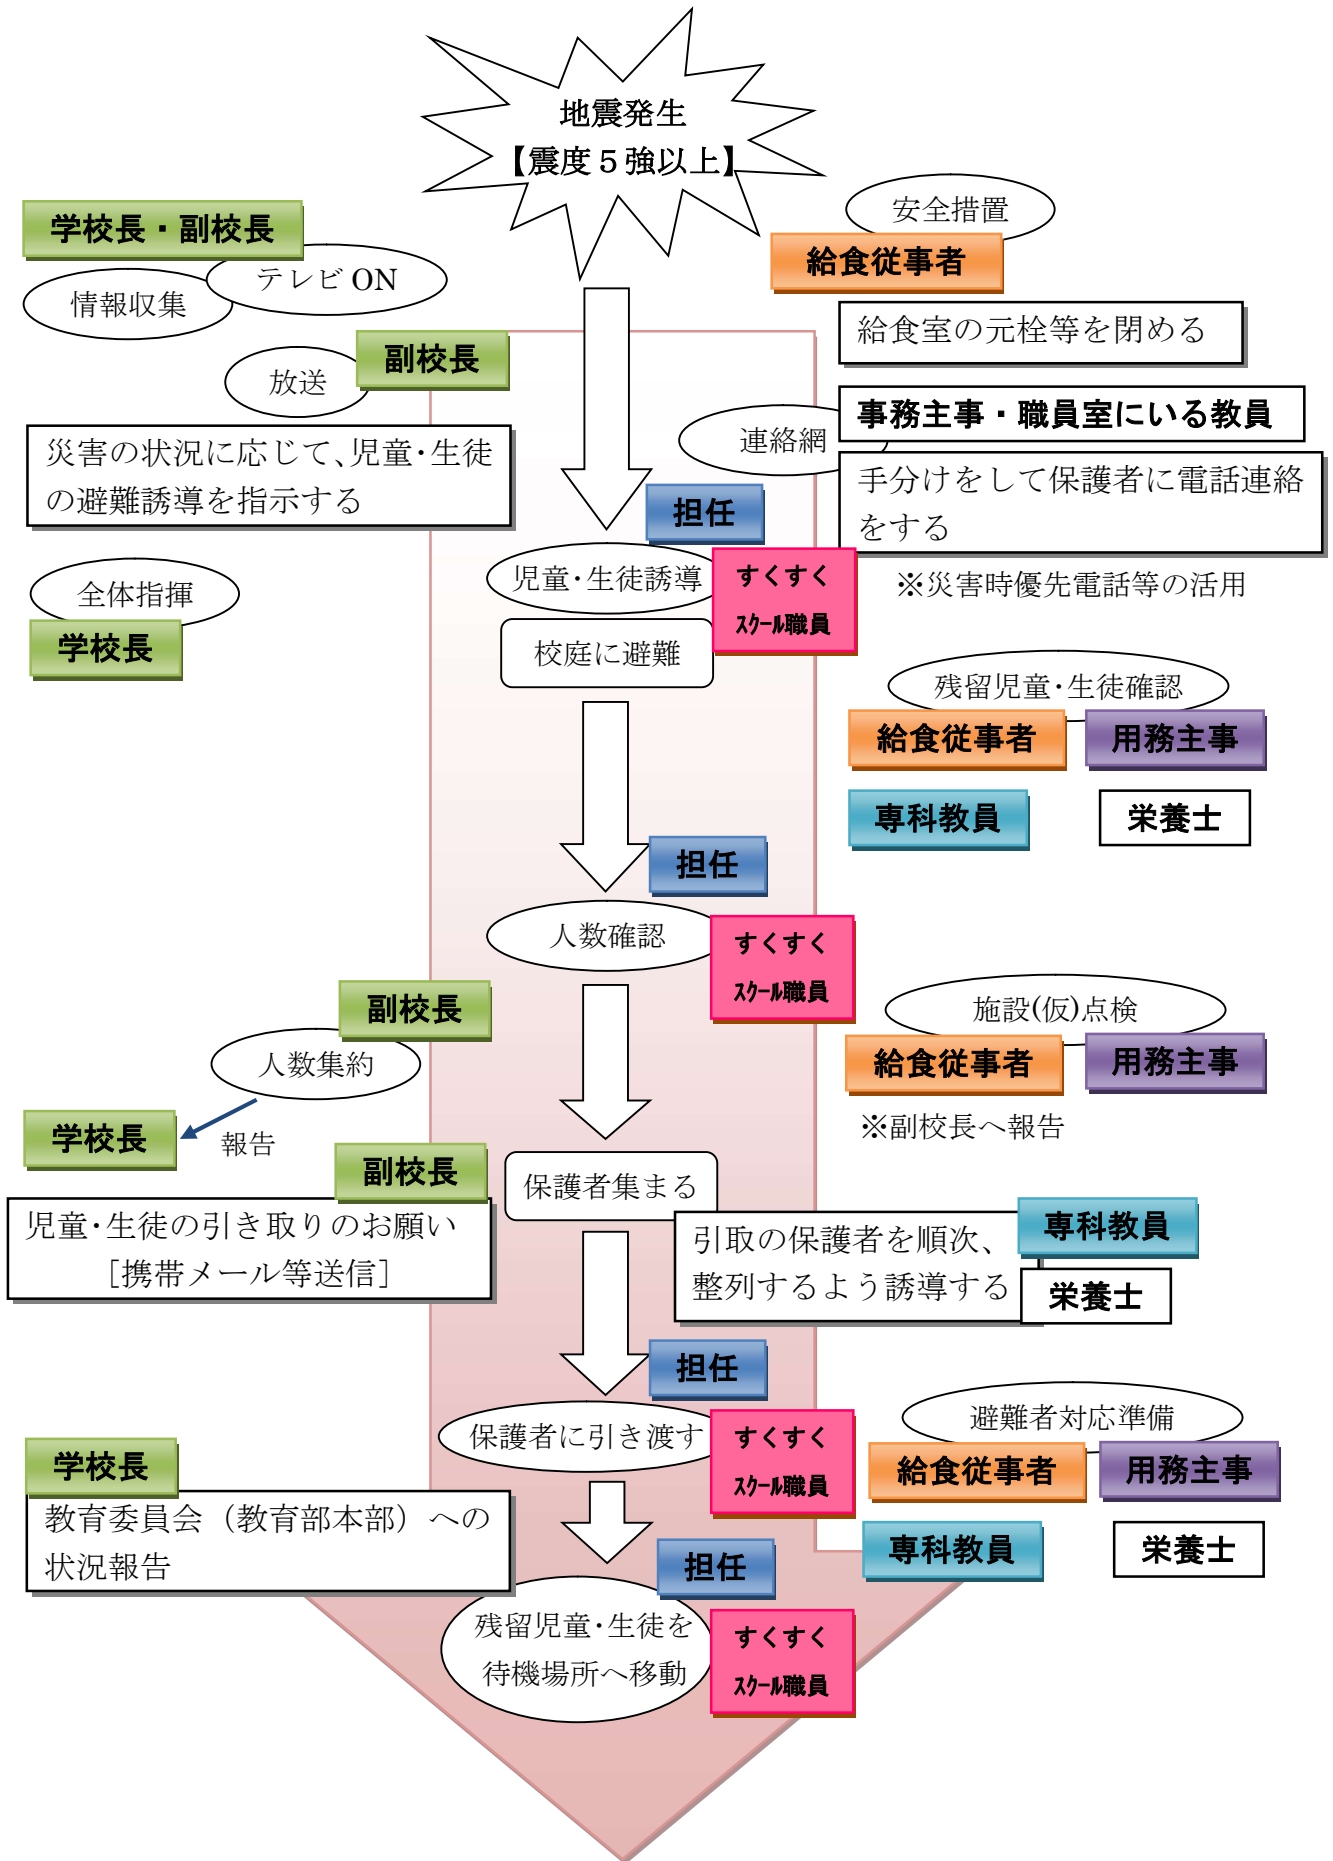 地震発生
【震度５強以上】
学校長・副校長
テレビ ON
情報収集
安全措置
給食従事者
給食室の元栓等を閉める
副校長
放送
災害の状況に応じて、児童・生徒
の避難誘導を指示する
事務主事・職員室にいる教員
連絡網
手分けをして保護者に電話連絡
をする
※災害時優先電話等の活用
担任
児童・生徒誘導
すくすく
ｽｸｰﾙ職員
校庭に避難
全体指揮
学校長
残留児童・生徒確認
給食従事者
用務主事
専科教員
栄養士
担任
人数確認
すくすく
ｽｸｰﾙ職員
副校長
人数集約
学校長
報告
施設(仮)点検
給食従事者
用務主事
※副校長へ報告
副校長
児童・生徒の引き取りのお願い
［携帯メール等送信］
保護者集まる
引取の保護者を順次、
整列するよう誘導する
専科教員
栄養士
担任
保護者に引き渡す
すくすく
ｽｸｰﾙ職員
避難者対応準備
給食従事者
用務主事
専科教員
栄養士
学校長
教育委員会（教育部本部）への
状況報告
担任
残留児童・生徒を
待機場所へ移動
すくすく
ｽｸｰﾙ職員